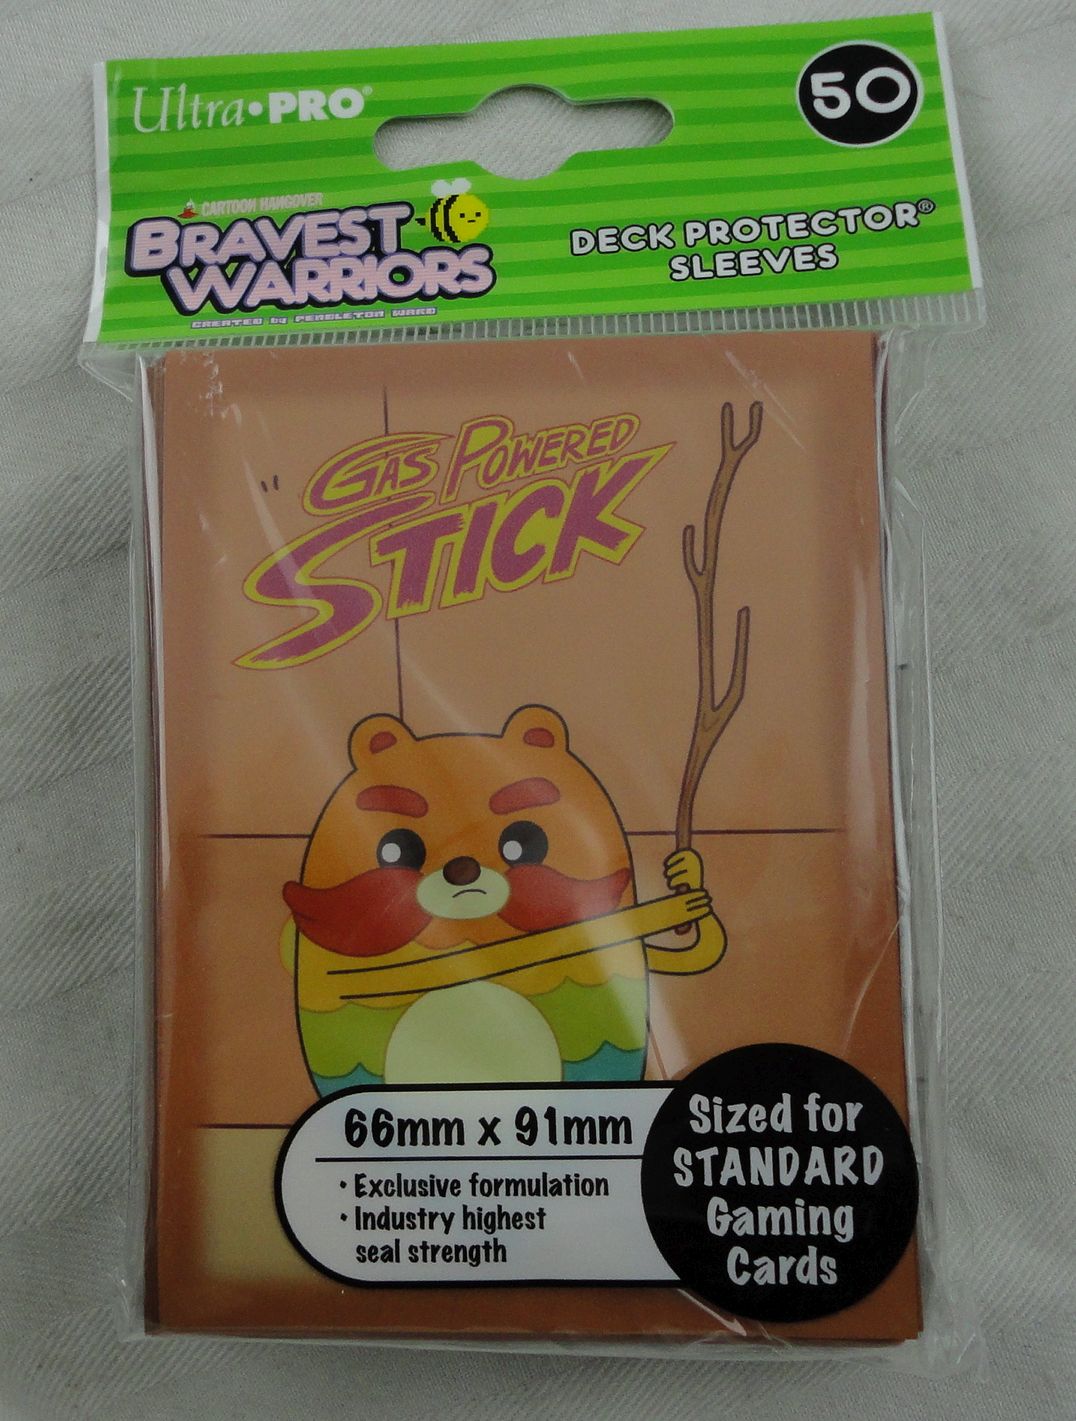 Ultra•PRO®
50
CARTOON HANGOVER
BRAVEST
WARRIORS
CREATED by PENDLETON WARD
DECK PROTECTOR®
SLEEVES
GAS POWERED
STICK
66mm x 91mm
• Exclusive formulation
• Industry highest
seal strength
Sized for
STANDARD
Gaming
Cards